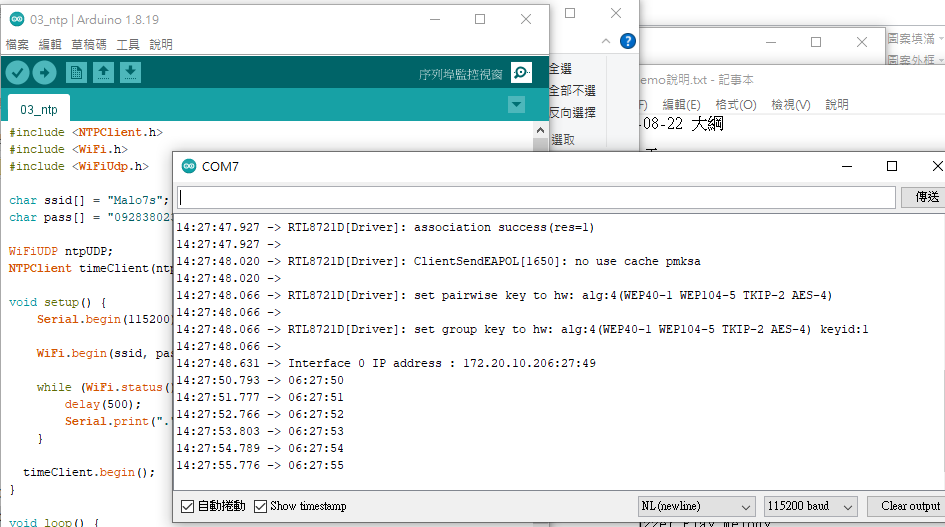 03_ntp | Arduino 1.8.19
檔案 編輯 草稿碼 工具 說明
序列埠監控視窗
03_ntp
#include <NTPClient.h>
#include <WiFi.h>
#include <WiFiUdp.h>
char ssid[] = "Malo7s";
char pass[] = "092838023
WiFiUDP ntpUDP;
NTPClient timeClient(ntp
void setup() {
Serial.begin(115200)
WiFi.begin(ssid, pas
while (WiFi.status()
delay(500);
Serial.print("."
}
timeClient.begin();
}
void loop() {
全選
全部不選
反向選擇
選取
圖案填滿
圖案外框
emo說明.txt - 記事本
F) 編輯(E) 格式(O) 檢視(V) 說明
-08-22 大綱
COM7
傳送
14:27:47.927 -> RTL8721D[Driver]: association success(res=1)
14:27:47.927 ->
14:27:48.020 -> RTL8721D[Driver]: ClientSendEAPOL[1650]: no use cache pmksa
14:27:48.020 ->
14:27:48.066 -> RTL8721D[Driver]: set pairwise key to hw: alg:4(WEP40-1 WEP104-5 TKIP-2 AES-4)
14:27:48.066 ->
14:27:48.066 -> RTL8721D[Driver]: set group key to hw: alg:4(WEP40-1 WEP104-5 TKIP-2 AES-4) keyid:1
14:27:48.066 ->
14:27:48.631 -> Interface 0 IP address : 172.20.10.206:27:49
14:27:50.793 -> 06:27:50
14:27:51.777 -> 06:27:51
14:27:52.766 -> 06:27:52
14:27:53.803 -> 06:27:53
14:27:54.789 -> 06:27:54
14:27:55.776 -> 06:27:55
自動捲動 Show timestamp
NL(newline) 115200 baud Clear output